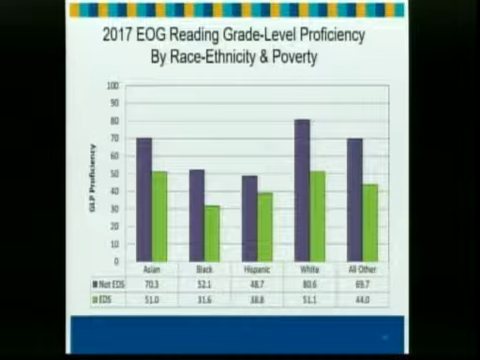 2017 EOG Reading Grade-Level Proficiency
By Race-Ethnicity & Poverty
100
90
80
70
60
50
40
30
20
10
0
GLP Proficiency
Asian Black Hispanic White All Other
Not EDS 70.3 52.1 48.7 80.6 69.7
EDS 51.0 31.6 38.8 51.1 44.0